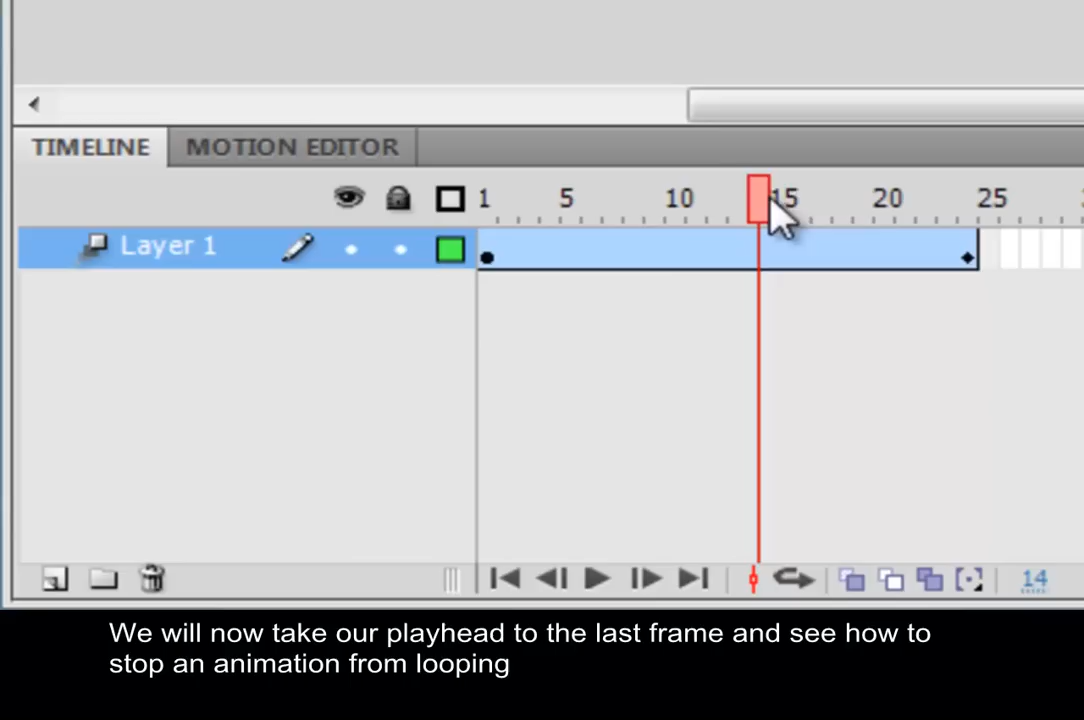 TIMELINE MOTION EDITOR
1 5 10 15 20 25
Layer 1
14
We will now take our playhead to the last frame and see how to
stop an animation from looping